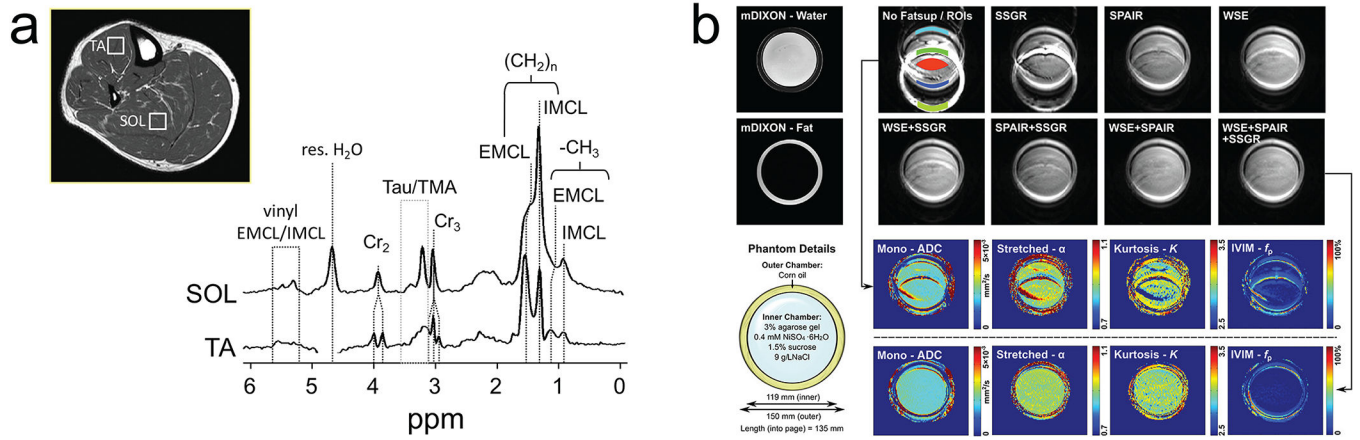 a
TA
SOL
(CH2)n
IMCL
EMCL
-CH3
res. H2O
Tau/TMA
EMCL
vinyl
EMCL/IMCL
Cr2
Cr3
IMCL
SOL
TA
6 5 4 3 2 1 0
ppm
b
mDIXON - Water
No Fatsup / ROIs
SSGR
SPAIR
WSE
mDIXON - Fat
WSE+SSGR
SPAIR+SSGR
WSE+SPAIR
WSE+SPAIR
+SSGR
Phantom Details
Outer Chamber:
Corn oil
Inner Chamber:
3% agarose gel
0.4 mM NiSO4·6H2O
1.5% sucrose
9 g/LNaCl
119 mm (inner)
150 mm (outer)
Length (into page) = 135 mm
Mono - ADC
5×10⁻³
mm²/s
0
Stretched - α
1.1
0.7
Kurtosis - K
3.5
2.5
IVIM - fp
100%
0
Mono - ADC
5×10⁻³
mm²/s
0
Stretched - α
1.1
0.7
Kurtosis - K
3.5
2.5
IVIM - fp
100%
0